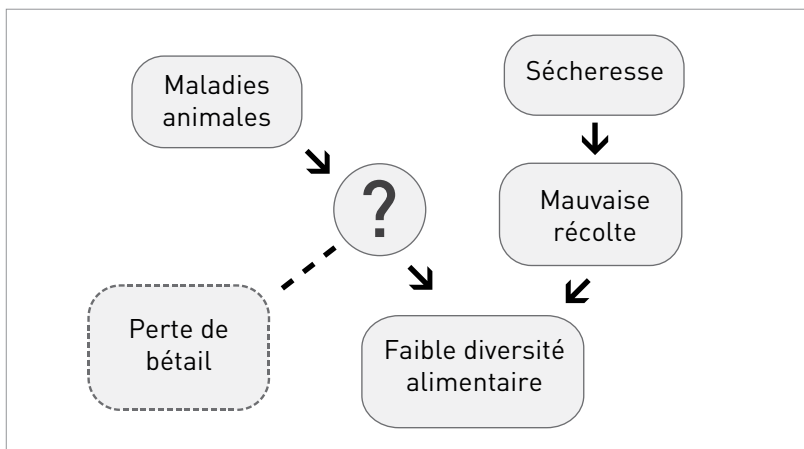 Maladies
animales
Sécheresse
?
Mauvaise
récolte
Perte de
bétail
Faible diversité
alimentaire